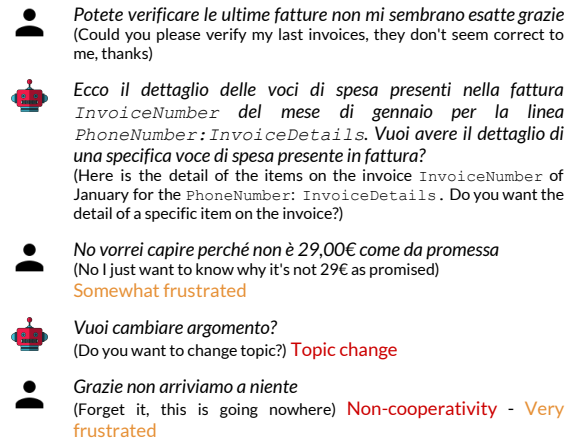 Potete verificare le ultime fatture non mi sembrano esatte grazie
(Could you please verify my last invoices, they don't seem correct to
me, thanks)
Ecco il dettaglio delle voci di spesa presenti nella fattura
InvoiceNumber del mese di gennaio per la linea
PhoneNumber:InvoiceDetails. Vuoi avere il dettaglio di
una specifica voce di spesa presente in fattura?
(Here is the detail of the items on the invoice InvoiceNumber of
January for the PhoneNumber: InvoiceDetails. Do you want the
detail of a specific item on the invoice?)
No vorrei capire perché non è 29,00€ come da promessa
(No I just want to know why it's not 29€ as promised)
Somewhat frustrated
Vuoi cambiare argomento?
(Do you want to change topic?) Topic change
Grazie non arriviamo a niente
(Forget it, this is going nowhere) Non-cooperativity - Very
frustrated